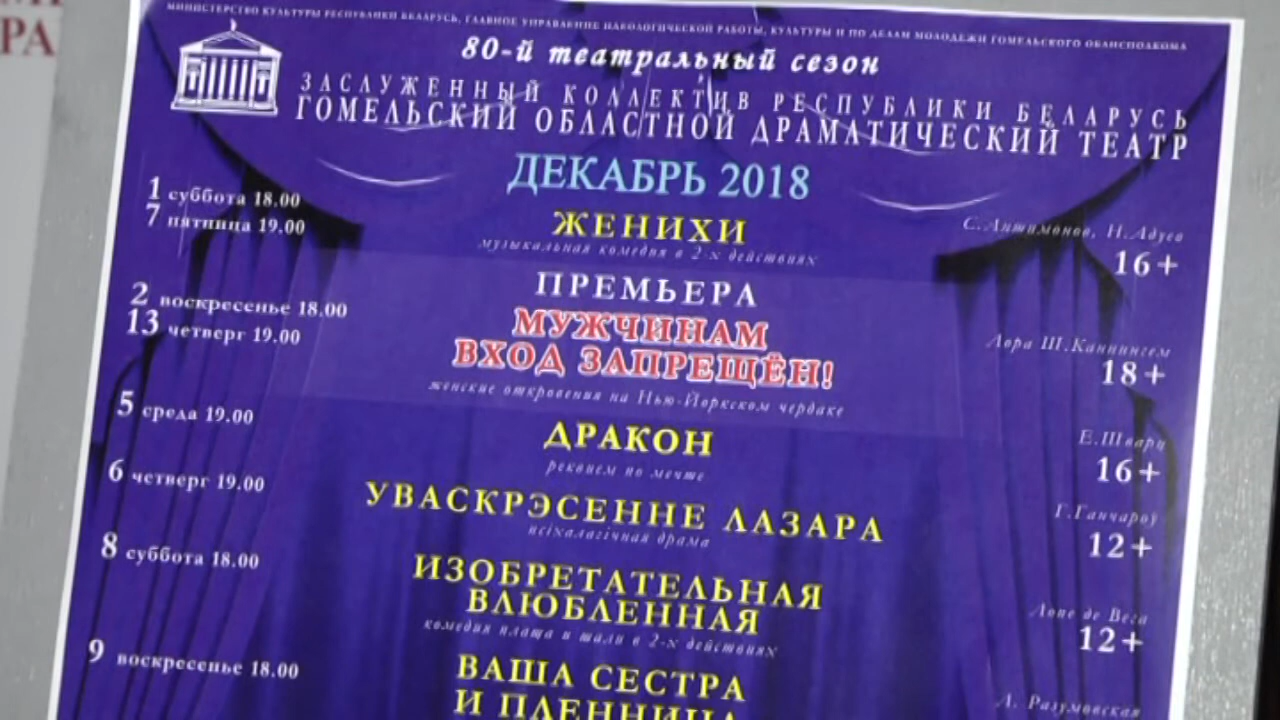 РА
МИНИСТЕРСТВО КУЛЬТУРЫ РЕСПУБЛИКИ БЕЛАРУСЬ, ГЛАВНОЕ УПРАВЛЕНИЕ ИДЕОЛОГИЧЕСКОЙ РАБОТЫ, КУЛЬТУРЫ И ПО ДЕЛАМ МОЛОДЕЖИ ГОМЕЛЬСКОГО ОБЛИСПОЛКОМА
80-й театральный сезон
ЗАСЛУЖЕННЫЙ КОЛЛЕКТИВ РЕСПУБЛИКИ БЕЛАРУСЬ
ГОМЕЛЬСКИЙ ОБЛАСТНОЙ ДРАМАТИЧЕСКИЙ ТЕАТР
ДЕКАБРЬ 2018
1 суббота 18.00
7 пятница 19.00
ЖЕНИХИ
музыкальная комедия в 2-х действиях
С.Антимонов, Н.Адуев
16+
2 воскресенье 18.00
13 четверг 19.00
ПРЕМЬЕРА
МУЖЧИНАМ
ВХОД ЗАПРЕЩЁН!
женские откровения на Нью-Йоркском чердаке
Лора Ш.Каннингем
18+
5 среда 19.00
ДРАКОН
реквием по мечте
Е.Шварц
16+
6 четверг 19.00
УВАСКРЭСЕННЕ ЛАЗАРА
псіхалагічная драма
Г.Ганчароў
12+
8 суббота 18.00
ИЗОБРЕТАТЕЛЬНАЯ
ВЛЮБЛЕННАЯ
комедия плаща и шали в 2-х действиях
Лопе де Вега
12+
9 воскресенье 18.00
ВАША СЕСТРА
И ПЛЕННИЦА
Л. Разумовская